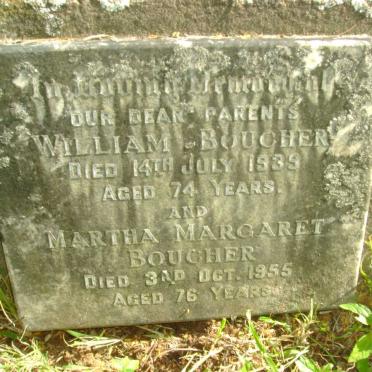 In Loving Memory of
OUR DEAR PARENTS
WILLIAM BOUCHER
DIED 14TH JULY 1939
AGED 74 YEARS.
AND
MARTHA MARGARET
BOUCHER
DIED 3RD OCT. 1955
AGED 76 YEARS